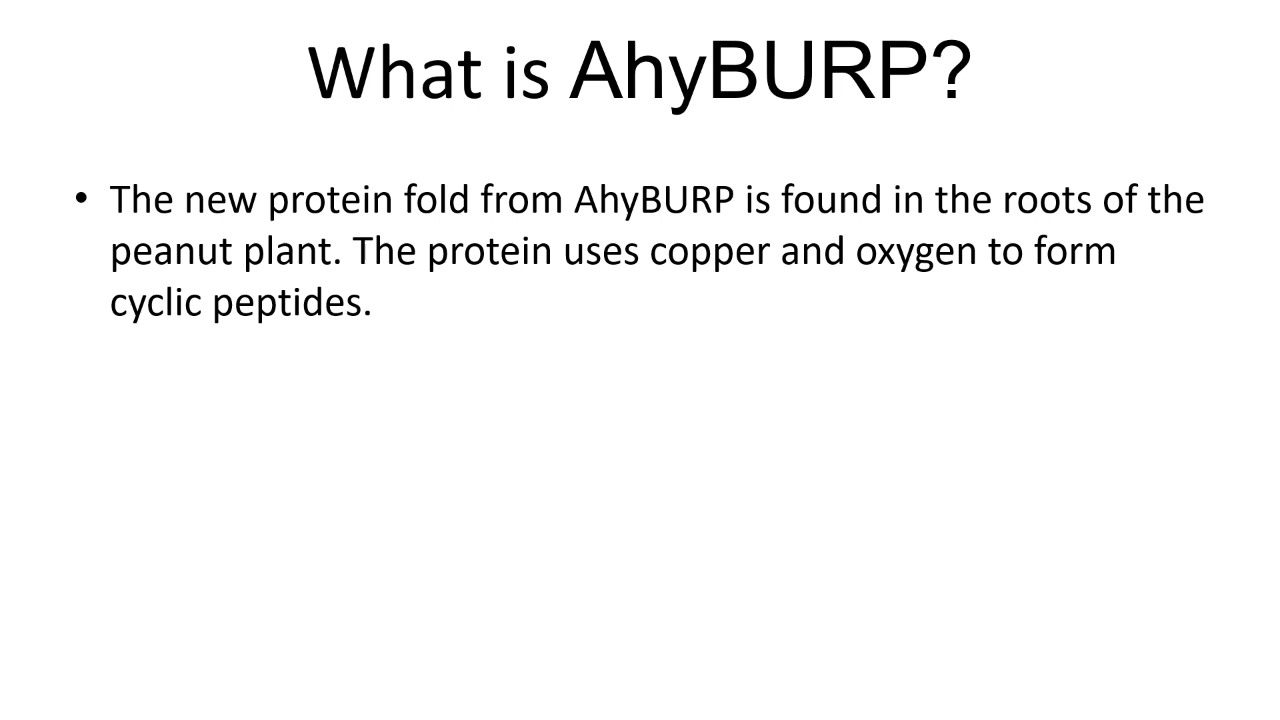 What is AhyBURP?
• The new protein fold from AhyBURP is found in the roots of the
peanut plant. The protein uses copper and oxygen to form
cyclic peptides.